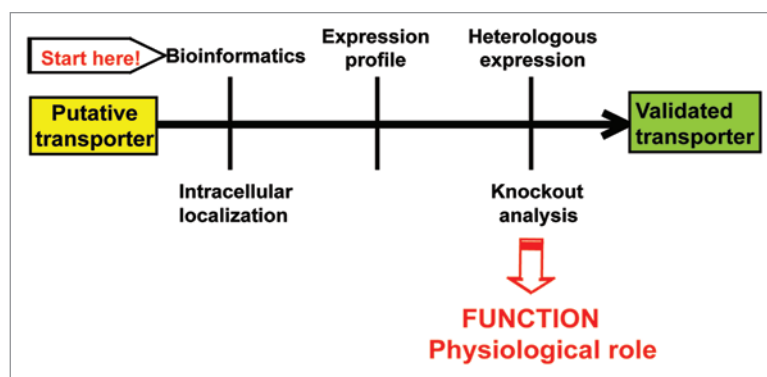 Start here!
Bioinformatics
Expression
profile
Heterologous
expression
Putative
transporter
Validated
transporter
Intracellular
localization
Knockout
analysis
FUNCTION
Physiological role